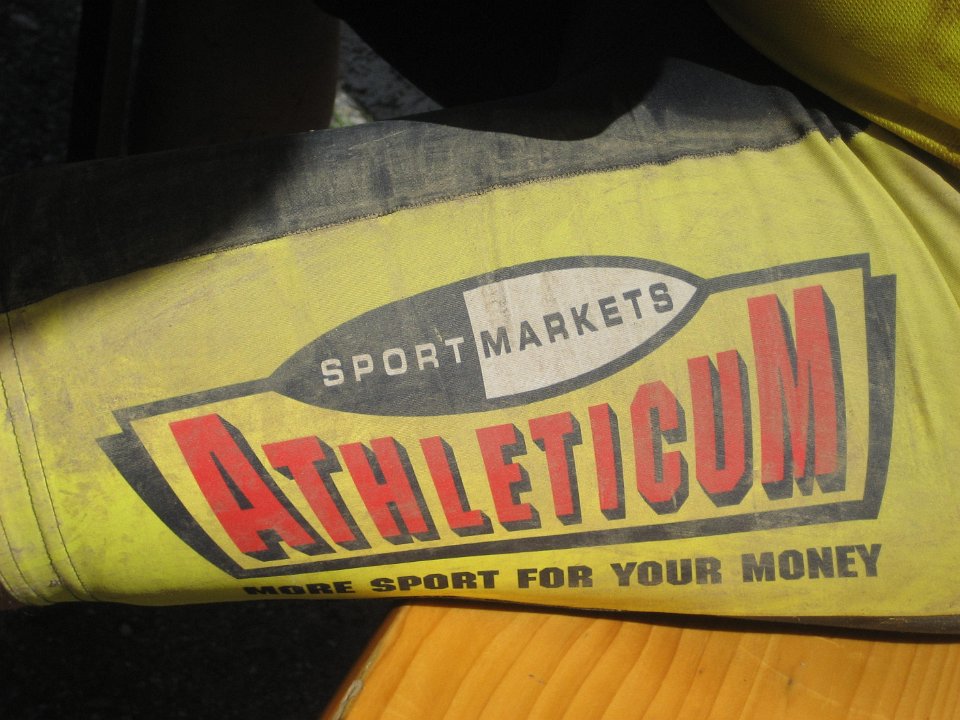 SPORT MARKETS
ATHLETICUM
MORE SPORT FOR YOUR MONEY